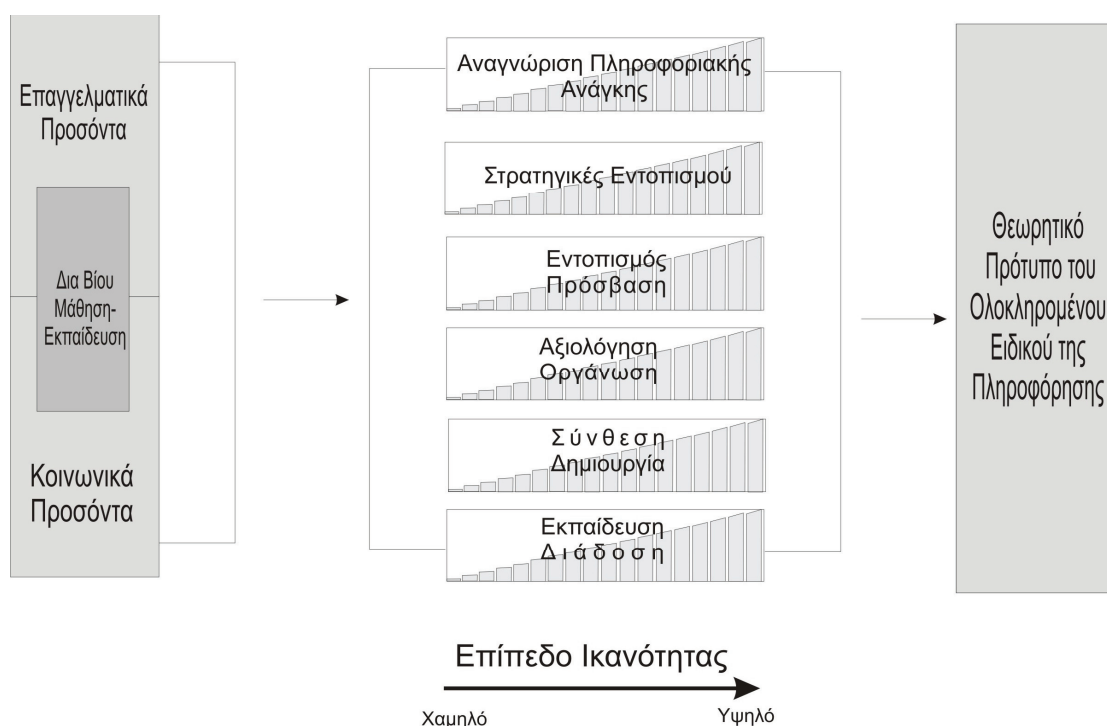 Επαγγελματικά
Προσόντα
Δια Βίου
Μάθηση-
Εκπαίδευση
Κοινωνικά
Προσόντα
Αναγνώριση Πληροφοριακής
Ανάγκης
Στρατηγικές Εντοπισμού
Εντοπισμός
Πρόσβαση
Αξιολόγηση
Οργάνωση
Σύνθεση
Δημιουργία
Εκπαίδευση
Διάδοση
Θεωρητικό
Πρότυπο του
Ολοκληρομένου
Ειδικού της
Πληροφόρησης
Επίπεδο Ικανότητας
Χαμηλό Υψηλό